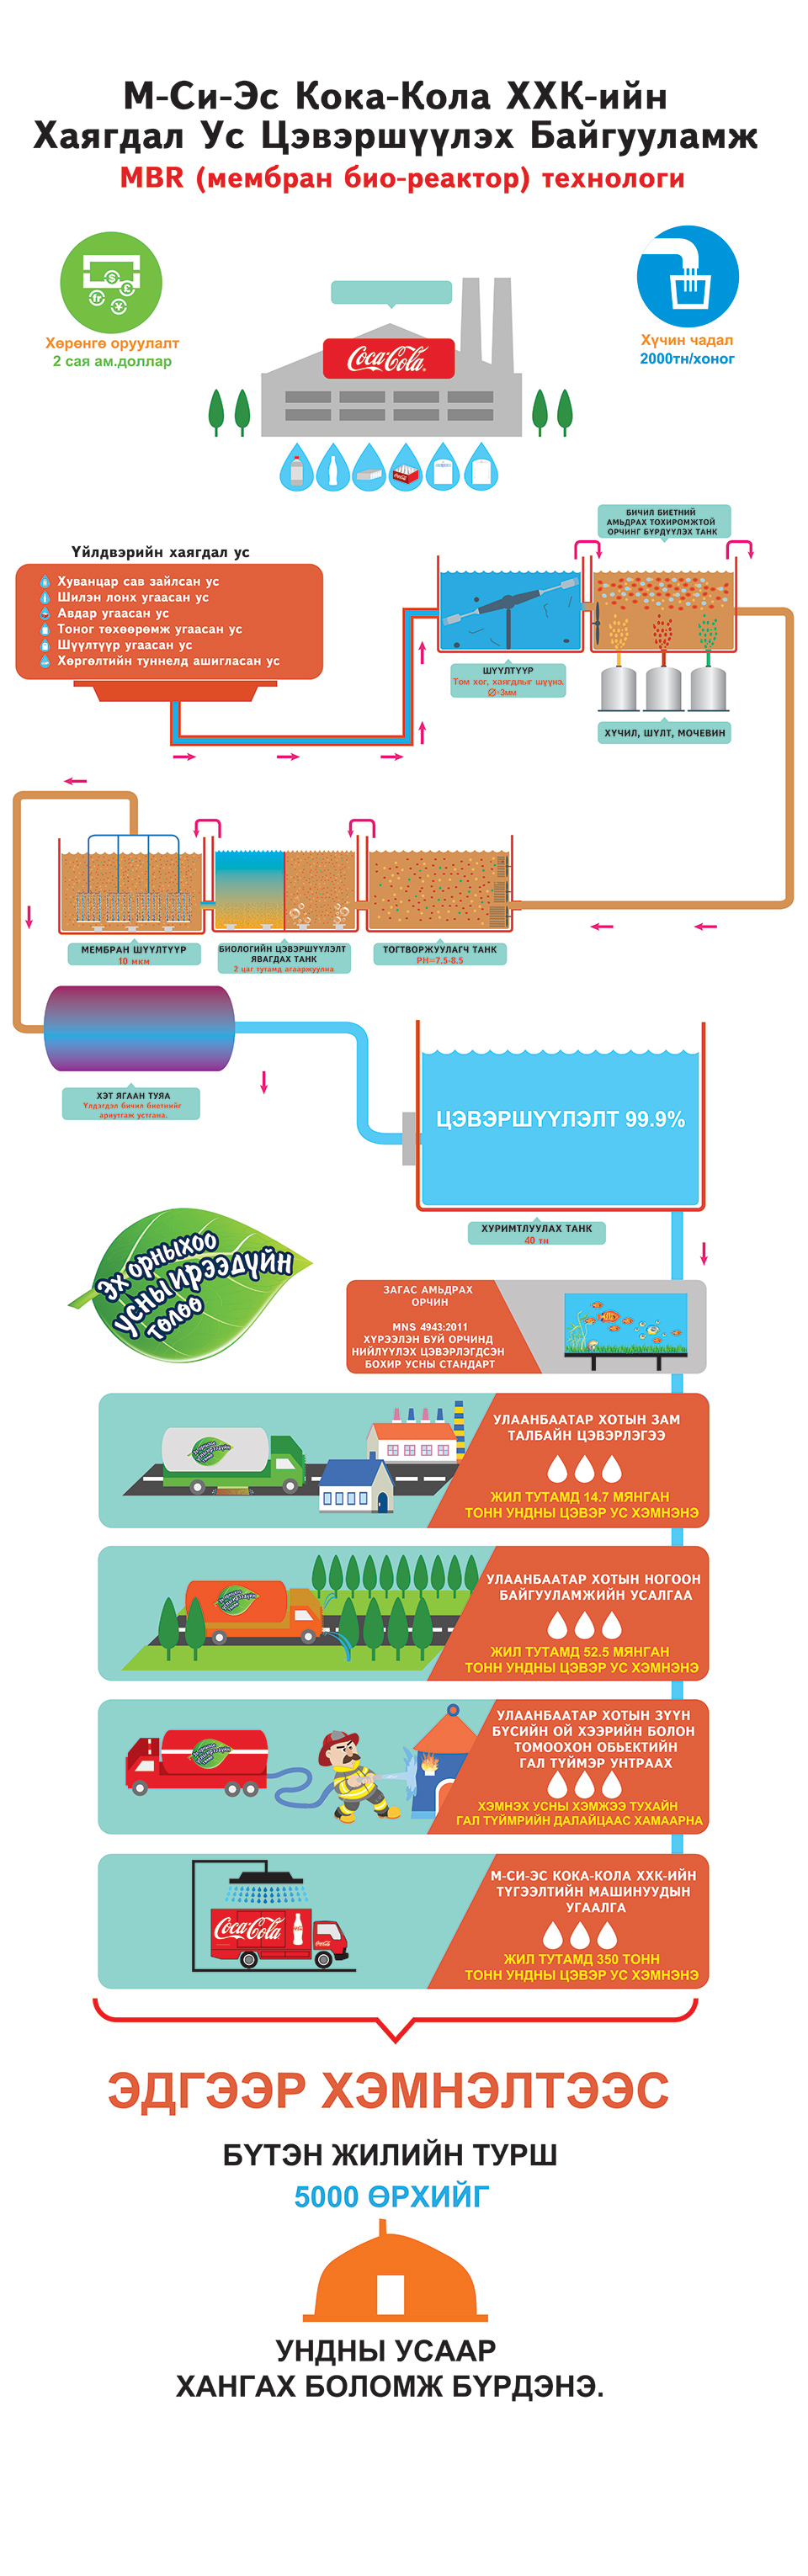 М-Си-Эс Кока-Кола ХХК-ийн
Хаягдал Ус Цэвэршүүлэх Байгууламж
MBR (мембран био-реактор) технологи
Хөрөнгө оруулалт
2 сая ам.доллар
Хүчин чадал
2000тн/хоног
Coca-Cola
Үйлдвэрийн хаягдал ус
Хуванцар сав зайлсан ус
Шилэн лонх угаасан ус
Авдар угаасан ус
Тоног төхөөрөмж угаасан ус
Шүүлтүүр угаасан ус
Хөргөлтийн туннелд ашигласан ус
БИЧИЛ БИЕТНИЙ
АМЬДРАХ ТОХИРОМЖТОЙ
ОРЧИНГ БҮРДҮҮЛЭХ ТАНК
ШҮҮЛТҮҮР
Том хог, хаягдлыг шүүнэ.
Ø=3мм
ХҮЧИЛ, ШҮЛТ, МОЧЕВИН
МЕМБРАН ШҮҮЛТҮҮР
10 мкм
БИОЛОГИЙН ЦЭВЭРШҮҮЛЭЛТ
ЯВАГДАХ ТАНК
2 цаг тутамд агааржуулна
ТОГТВОРЖУУЛАГЧ ТАНК
PH=7.5-8.5
ХЭТ ЯГААН ТУЯА
Үлдэгдэл бичил биетнийг
ариутгаж устгана.
ЦЭВЭРШҮҮЛЭЛТ 99.9%
ХУРИМТЛУУЛАХ ТАНК
40 тн
ЭХ ОРНЫХОО
УСНЫ ИРЭЭДҮЙН
ТӨЛӨӨ
ЗАГАС АМЬДРАХ
ОРЧИН
MNS 4943:2011
ХҮРЭЭЛЭН БУЙ ОРЧИНД
НИЙЛҮҮЛЭХ ЦЭВЭРЛЭГДСЭН
БОХИР УСНЫ СТАНДАРТ
УЛААНБААТАР ХОТЫН ЗАМ
ТАЛБАЙН ЦЭВЭРЛЭГЭЭ
ЖИЛ ТУТАМД 14.7 МЯНГАН
ТОНН УНДНЫ ЦЭВЭР УС ХЭМНЭНЭ
УЛААНБААТАР ХОТЫН НОГООН
БАЙГУУЛАМЖИЙН УСАЛГАА
ЖИЛ ТУТАМД 52.5 МЯНГАН
ТОНН УНДНЫ ЦЭВЭР УС ХЭМНЭНЭ
УЛААНБААТАР ХОТЫН ЗҮҮН
БҮСИЙН ОЙ ХЭЭРИЙН БОЛОН
ТОМООХОН ОБЬЕКТИЙН
ГАЛ ТҮЙМЭР УНТРААХ
ХЭМНЭХ УСНЫ ХЭМЖЭЭ ТУХАЙН
ГАЛ ТҮЙМРИЙН ДАЛАЙЦААС ХАМААРНА
М-СИ-ЭС КОКА-КОЛА ХХК-ИЙН
ТҮГЭЭЛТИЙН МАШИНУУДЫН
УГААЛГА
Coca-Cola
ЖИЛ ТУТАМД 350 ТОНН
ТОНН УНДНЫ ЦЭВЭР УС ХЭМНЭНЭ
ЭДГЭЭР ХЭМНЭЛТЭЭС
БҮТЭН ЖИЛИЙН ТУРШ
5000 ӨРХИЙГ
УНДНЫ УСААР
ХАНГАХ БОЛОМЖ БҮРДЭНЭ.